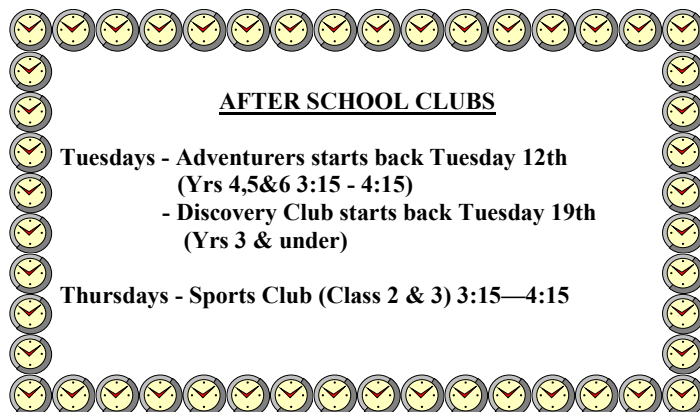 AFTER SCHOOL CLUBS
Tuesdays - Adventurers starts back Tuesday 12th
(Yrs 4,5&6 3:15 - 4:15)
- Discovery Club starts back Tuesday 19th
(Yrs 3 & under)
Thursdays - Sports Club (Class 2 & 3) 3:15—4:15